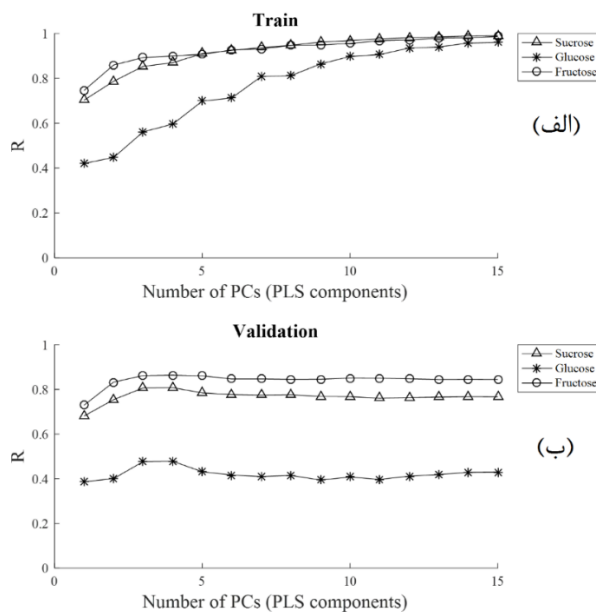 Train
1
0.8
0.6
0.4
0.2
0
R
0
5
10
15
Number of PCs (PLS components)
Sucrose
Glucose
Fructose
(الف)
Validation
1
0.8
0.6
0.4
0.2
0
R
0
5
10
15
Number of PCs (PLS components)
Sucrose
Glucose
Fructose
(ب)